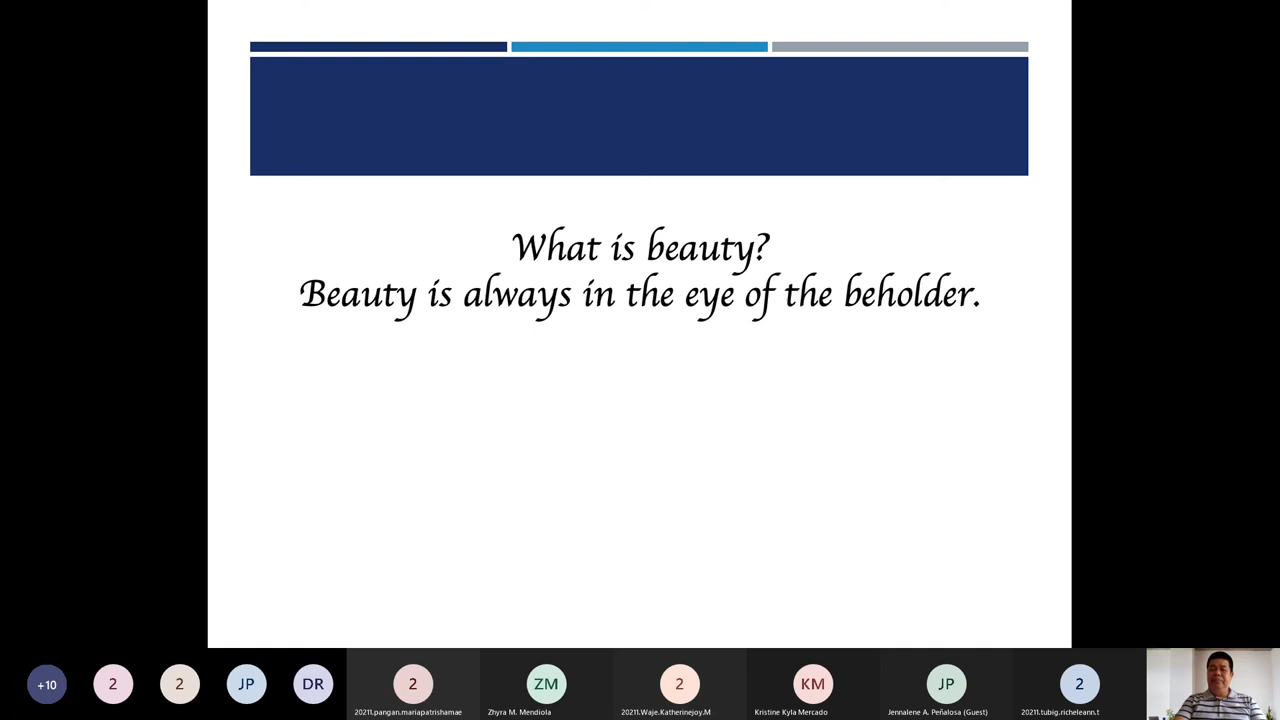 What is beauty?
Beauty is always in the eye of the beholder.
+10
2
2
JP
DR
2
ZM
2
KM
JP
2
20211.pangan.mariapatrishamae
Zhyra M. Mendiola
20211.Waje.Katherinejoy.M
Kristine Kyla Mercado
Jennalene A. Peñalosa (Guest)
20211.tubig.richeleann.t